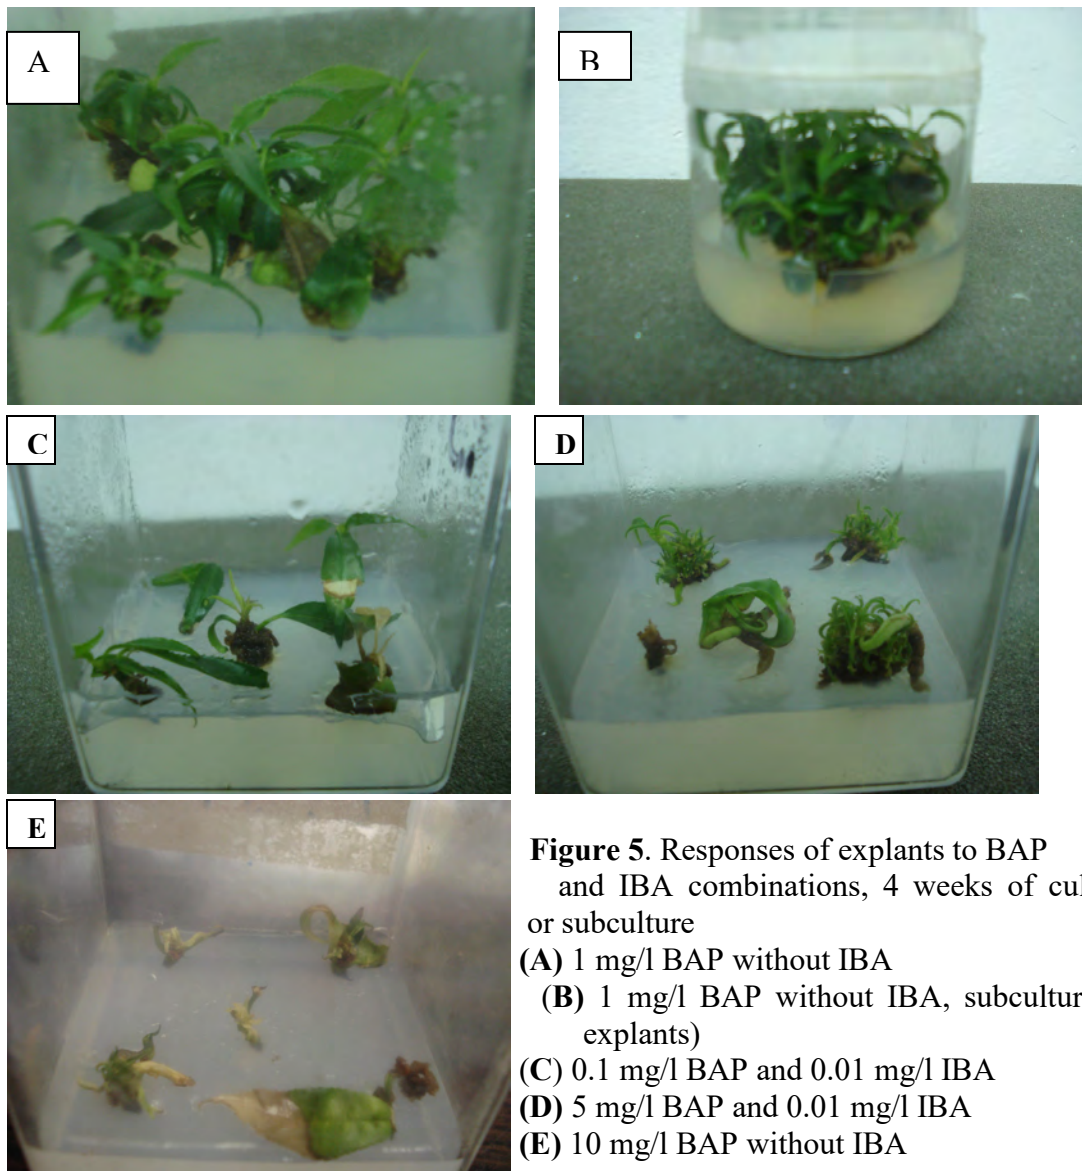 A
B
C
D
E
Figure 5. Responses of explants to BAP
and IBA combinations, 4 weeks of
or subculture
(A) 1 mg/l BAP without IBA
(B) 1 mg/l BAP without IBA,
explants)
(C) 0.1 mg/l BAP and 0.01 mg/l IBA
(D) 5 mg/l BAP and 0.01 mg/l IBA
(E) 10 mg/l BAP without IBA